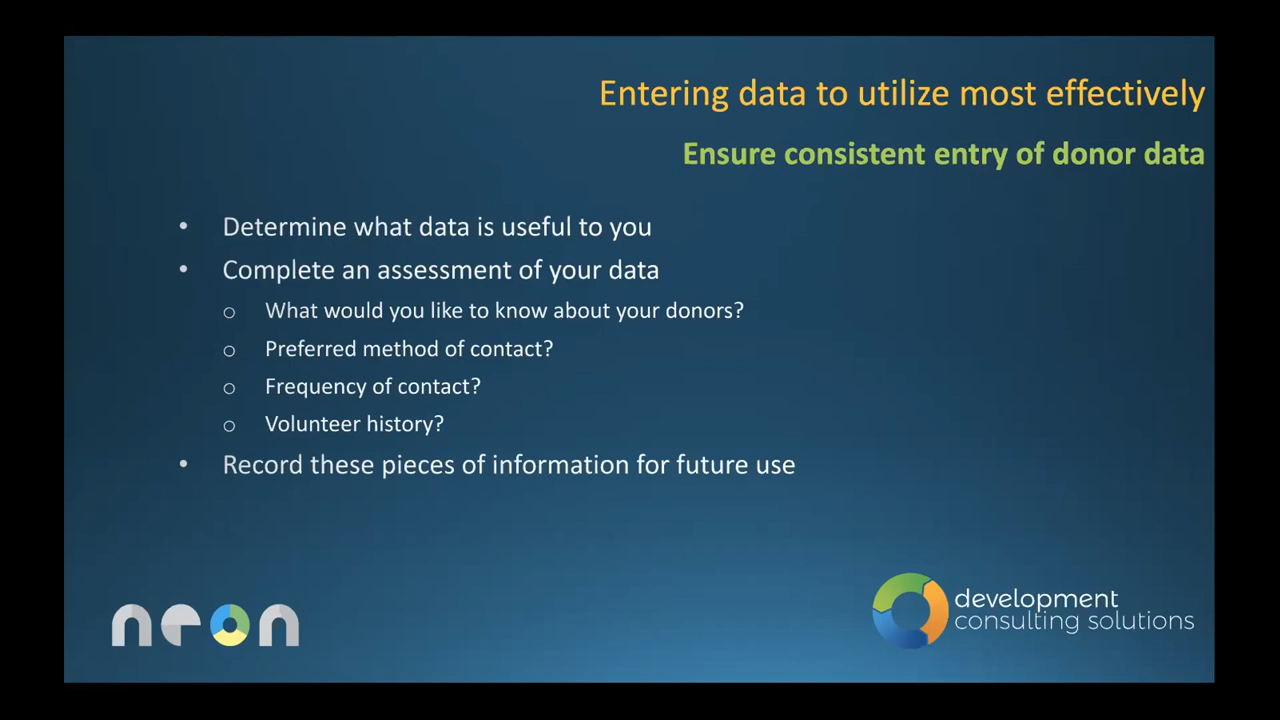 Entering data to utilize most effectively
Ensure consistent entry of donor data
• Determine what data is useful to you
• Complete an assessment of your data
o What would you like to know about your donors?
o Preferred method of contact?
o Frequency of contact?
o Volunteer history?
• Record these pieces of information for future use
neon
development
consulting solutions